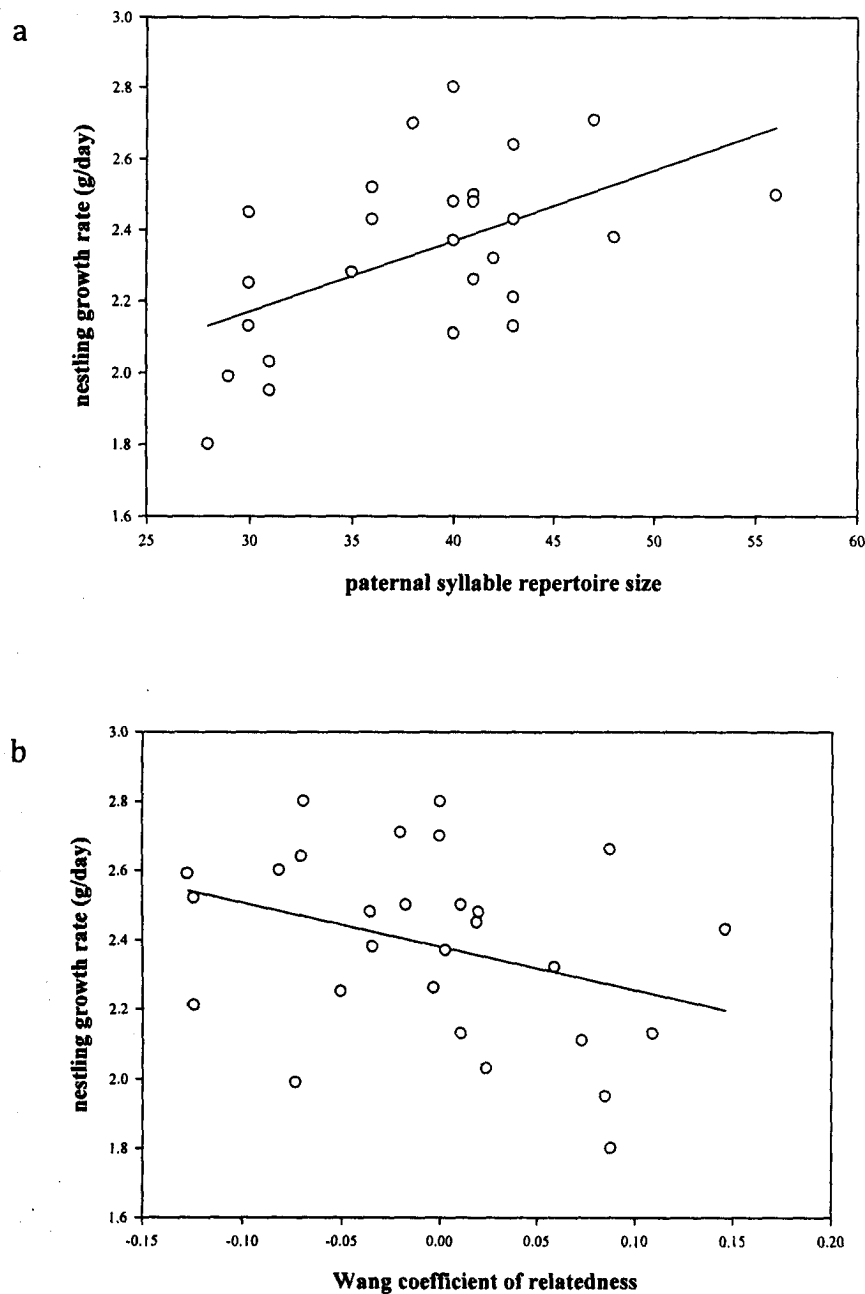 a
3.0
2.8
2.6
2.4
2.2
2.0
1.8
1.6
nestling growth rate (g/day)
25 30 35 40 45 50 55 60
paternal syllable repertoire size
b
3.0
2.8
2.6
2.4
2.2
2.0
1.8
1.6
nestling growth rate (g/day)
-0.15 -0.10 -0.05 0.00 0.05 0.10 0.15 0.20
Wang coefficient of relatedness